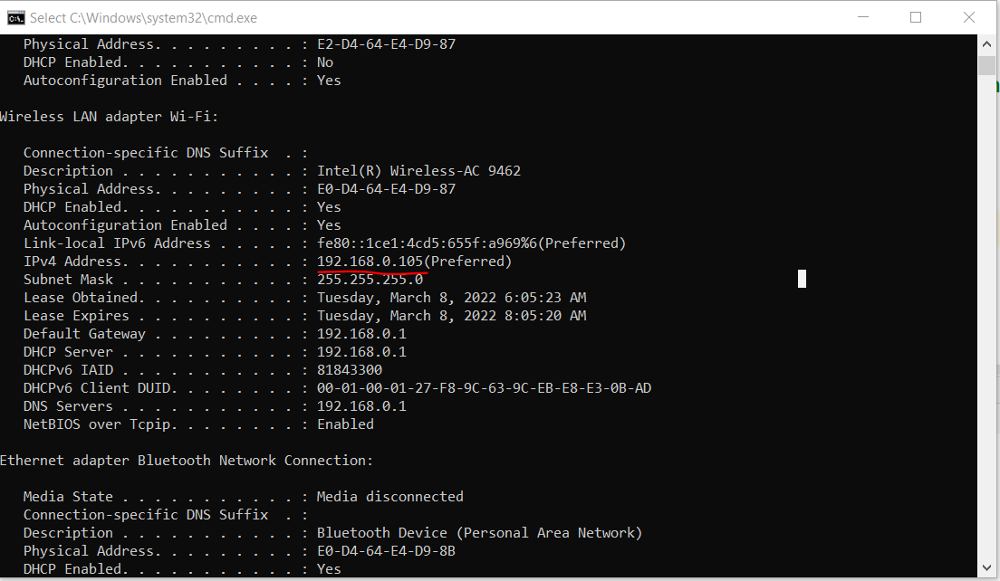 Select C:\Windows\system32\cmd.exe
Physical Address. . . . . . . . . : E2-D4-64-E4-D9-87
DHCP Enabled. . . . . . . . . . . : No
Autoconfiguration Enabled . . . . : Yes
Wireless LAN adapter Wi-Fi:
Connection-specific DNS Suffix  . :
Description . . . . . . . . . . . : Intel(R) Wireless-AC 9462
Physical Address. . . . . . . . . : E0-D4-64-E4-D9-87
DHCP Enabled. . . . . . . . . . . : Yes
Autoconfiguration Enabled . . . . : Yes
Link-local IPv6 Address . . . . . : fe80::1ce1:4cd5:655f:a969%6(Preferred)
IPv4 Address. . . . . . . . . . . : 192.168.0.105(Preferred)
Subnet Mask . . . . . . . . . . . : 255.255.255.0
Lease Obtained. . . . . . . . . . : Tuesday, March 8, 2022 6:05:23 AM
Lease Expires . . . . . . . . . . : Tuesday, March 8, 2022 8:05:20 AM
Default Gateway . . . . . . . . . : 192.168.0.1
DHCP Server . . . . . . . . . . . : 192.168.0.1
DHCPv6 IAID . . . . . . . . . . . : 81843300
DHCPv6 Client DUID. . . . . . . . : 00-01-00-01-27-F8-9C-63-9C-EB-E8-E3-0B-AD
DNS Servers . . . . . . . . . . . : 192.168.0.1
NetBIOS over Tcpip. . . . . . . . : Enabled
Ethernet adapter Bluetooth Network Connection:
Media State . . . . . . . . . . . : Media disconnected
Connection-specific DNS Suffix  . :
Description . . . . . . . . . . . : Bluetooth Device (Personal Area Network)
Physical Address. . . . . . . . . : E0-D4-64-E4-D9-8B
DHCP Enabled. . . . . . . . . . . : Yes